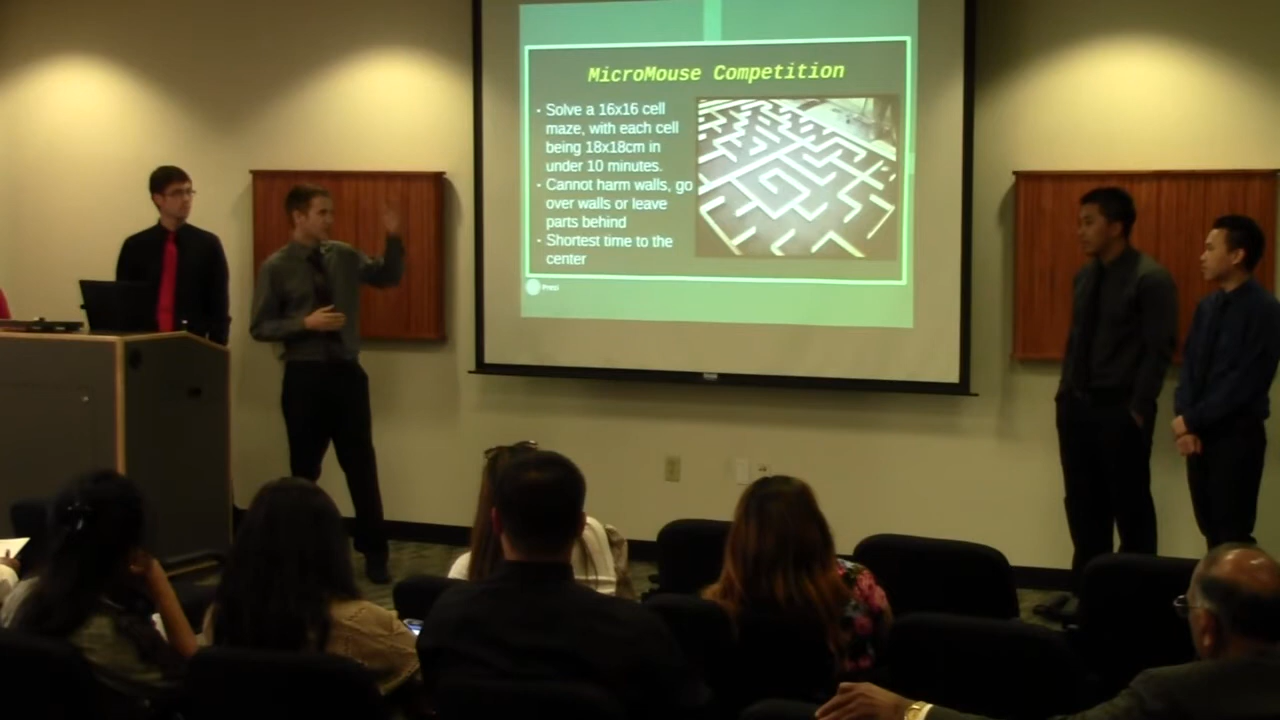 MicroMouse Competition
• Solve a 16x16 cell
maze, with each cell
being 18x18cm in
under 10 minutes.
• Cannot harm walls, go
over walls or leave
parts behind
• Shortest time to the
center
Prezi